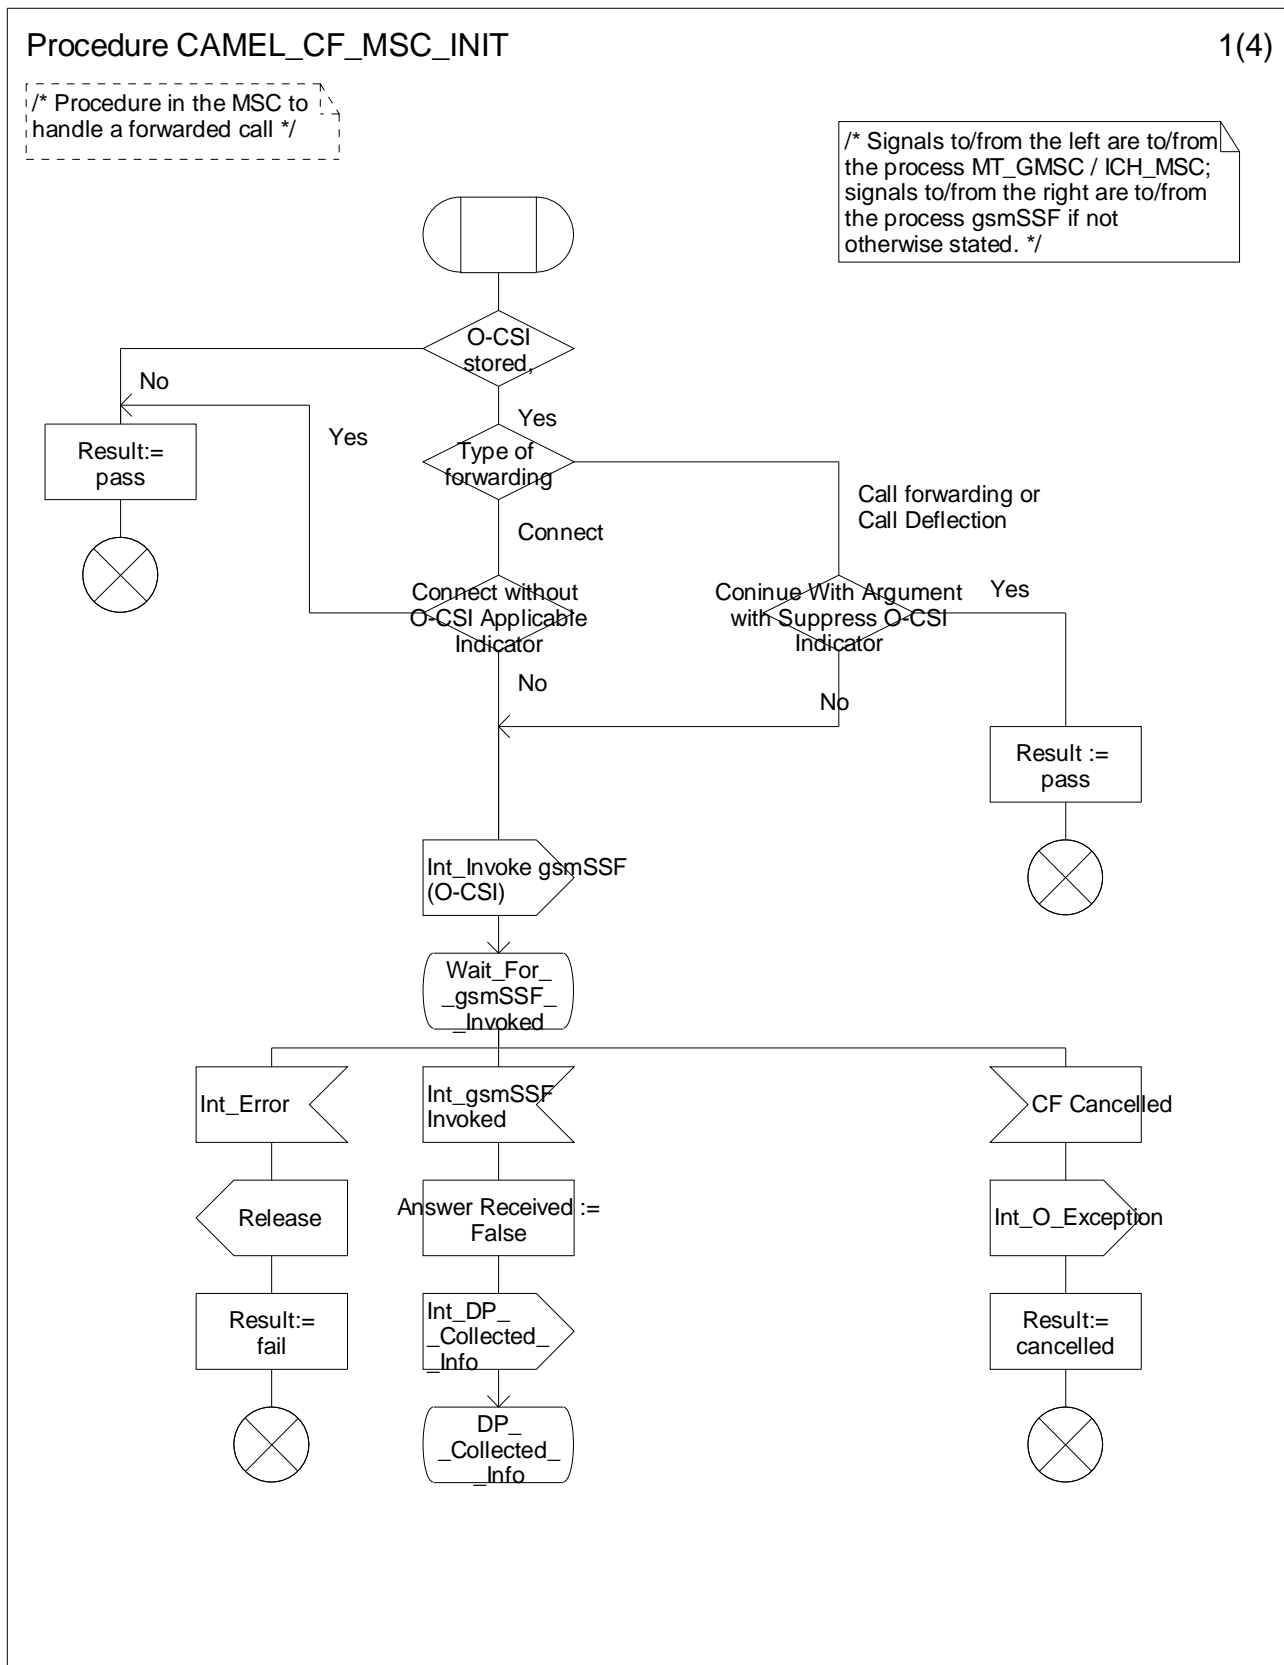 Procedure CAMEL_CF_MSC_INIT
1(4)
/* Procedure in the MSC to
handle a forwarded call */
/* Signals to/from the left are to/from
the process MT_GMSC / ICH_MSC;
signals to/from the right are to/from
the process gsmSSF if not
otherwise stated. */
O-CSI
stored,
No
Yes
Yes
Result:=
pass
Type of
forwarding
Call forwarding or
Call Deflection
Connect
Connect without
O-CSI Applicable
Indicator
Coninue With Argument
with Suppress O-CSI
Indicator
Yes
No
No
Result :=
pass
Int_Invoke gsmSSF
(O-CSI)
Wait_For_
_gsmSSF_
_Invoked
Int_Error
Int_gsmSSF
Invoked
CF Cancelled
Release
Answer Received :=
False
Int_O_Exception
Result:=
fail
Int_DP_
_Collected_
_Info
Result:=
cancelled
DP_
_Collected_
_Info